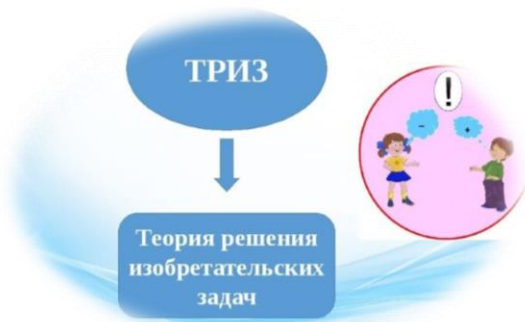 ТРИЗ
!
-
+
Теория решения
изобретательских
задач